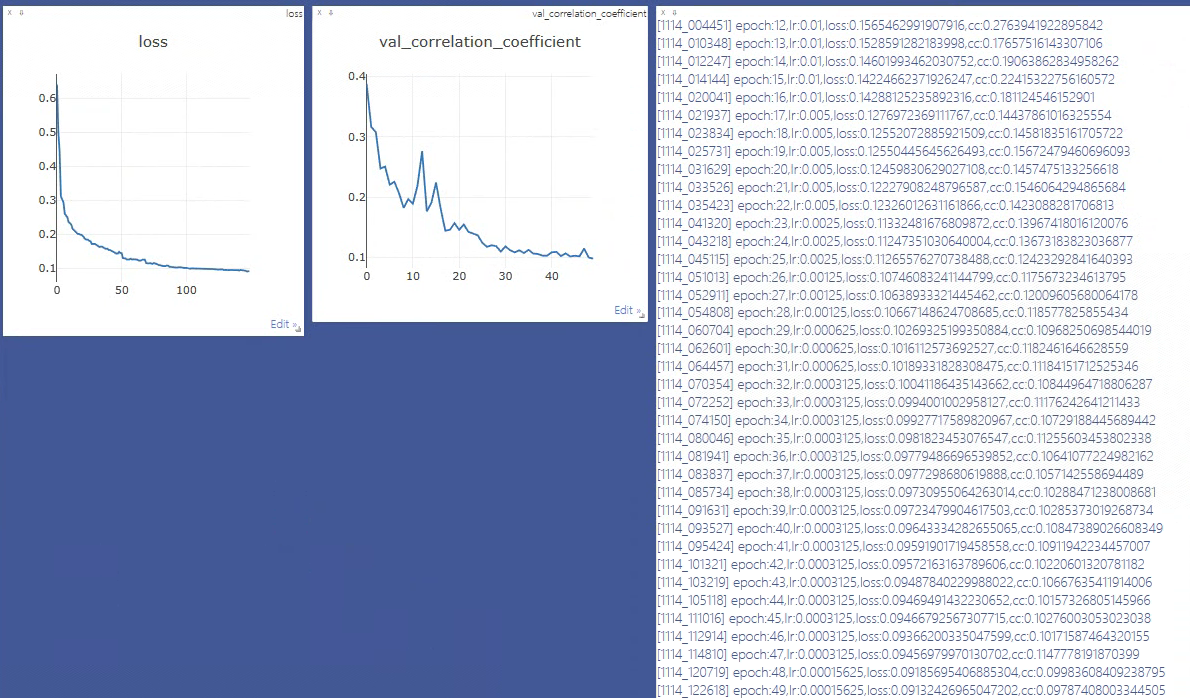 loss
loss
0.6
0.5
0.4
0.3
0.2
0.1
0
50
100
Edit »
val_correlation_coefficient
val_correlation_coefficient
0.4
0.3
0.2
0.1
0
10
20
30
40
Edit »
[1114_004451] epoch:12,lr:0.01,loss:0.1565462991907916,cc:0.2763941922895842
[1114_010348] epoch:13,lr:0.01,loss:0.1528591282183998,cc:0.17657516143307106
[1114_012247] epoch:14,lr:0.01,loss:0.14601993462030752,cc:0.19063862834958262
[1114_014144] epoch:15,lr:0.01,loss:0.14224662371926247,cc:0.22415322756160572
[1114_020041] epoch:16,lr:0.01,loss:0.14288125235892316,cc:0.181124546152901
[1114_021937] epoch:17,lr:0.005,loss:0.1276972369111767,cc:0.14437861016325554
[1114_023834] epoch:18,lr:0.005,loss:0.12552072885921509,cc:0.14581835161705722
[1114_025731] epoch:19,lr:0.005,loss:0.12550445645626493,cc:0.15672479460696093
[1114_031629] epoch:20,lr:0.005,loss:0.12459830629027108,cc:0.1457475133256618
[1114_033526] epoch:21,lr:0.005,loss:0.12227908248796587,cc:0.1546064294865684
[1114_035423] epoch:22,lr:0.005,loss:0.12326012631161866,cc:0.1423088281706813
[1114_041320] epoch:23,lr:0.0025,loss:0.11332481676809872,cc:0.13967418016120076
[1114_043218] epoch:24,lr:0.0025,loss:0.11247351030640004,cc:0.13673183823036877
[1114_045115] epoch:25,lr:0.0025,loss:0.11265576270738488,cc:0.12423292841640393
[1114_051013] epoch:26,lr:0.00125,loss:0.10746083241144799,cc:0.1175673234613795
[1114_052911] epoch:27,lr:0.00125,loss:0.10638933321445462,cc:0.12009605680064178
[1114_054808] epoch:28,lr:0.00125,loss:0.10667148624708685,cc:0.118577825855434
[1114_060704] epoch:29,lr:0.000625,loss:0.10269325199350884,cc:0.10968250698544019
[1114_062601] epoch:30,lr:0.000625,loss:0.1016112573692527,cc:0.1182461646628559
[1114_064457] epoch:31,lr:0.000625,loss:0.10189331828308475,cc:0.11184151712525346
[1114_070354] epoch:32,lr:0.0003125,loss:0.10041186435143662,cc:0.10844964718806287
[1114_072252] epoch:33,lr:0.0003125,loss:0.0994001002958127,cc:0.11176242641211433
[1114_074150] epoch:34,lr:0.0003125,loss:0.09927717589820967,cc:0.10729188445689442
[1114_080046] epoch:35,lr:0.0003125,loss:0.0981823453076547,cc:0.11255603453802338
[1114_081941] epoch:36,lr:0.0003125,loss:0.09779486696539852,cc:0.10641077224982162
[1114_083837] epoch:37,lr:0.0003125,loss:0.0977298680619888,cc:0.1057142558694489
[1114_085734] epoch:38,lr:0.0003125,loss:0.09730955064263014,cc:0.10288471238008681
[1114_091631] epoch:39,lr:0.0003125,loss:0.09723479904617503,cc:0.10285373019268734
[1114_093527] epoch:40,lr:0.0003125,loss:0.09643334282655065,cc:0.10847389026608349
[1114_095424] epoch:41,lr:0.0003125,loss:0.09591901719458558,cc:0.10911942234457007
[1114_101321] epoch:42,lr:0.0003125,loss:0.09572163163789606,cc:0.10220601320781182
[1114_103219] epoch:43,lr:0.0003125,loss:0.09487840229988022,cc:0.10667635411914006
[1114_105118] epoch:44,lr:0.0003125,loss:0.09469491432230652,cc:0.10157326805145966
[1114_111016] epoch:45,lr:0.0003125,loss:0.09466792567307715,cc:0.10276003053023038
[1114_112914] epoch:46,lr:0.0003125,loss:0.09366200335047599,cc:0.10171587464320155
[1114_114810] epoch:47,lr:0.0003125,loss:0.09456979970130702,cc:0.1147778191870399
[1114_120719] epoch:48,lr:0.00015625,loss:0.09185695406885304,cc:0.09983608409238795
[1114_122618] epoch:49,lr:0.00015625,loss:0.09132426965047202,cc:0.09787408003344505